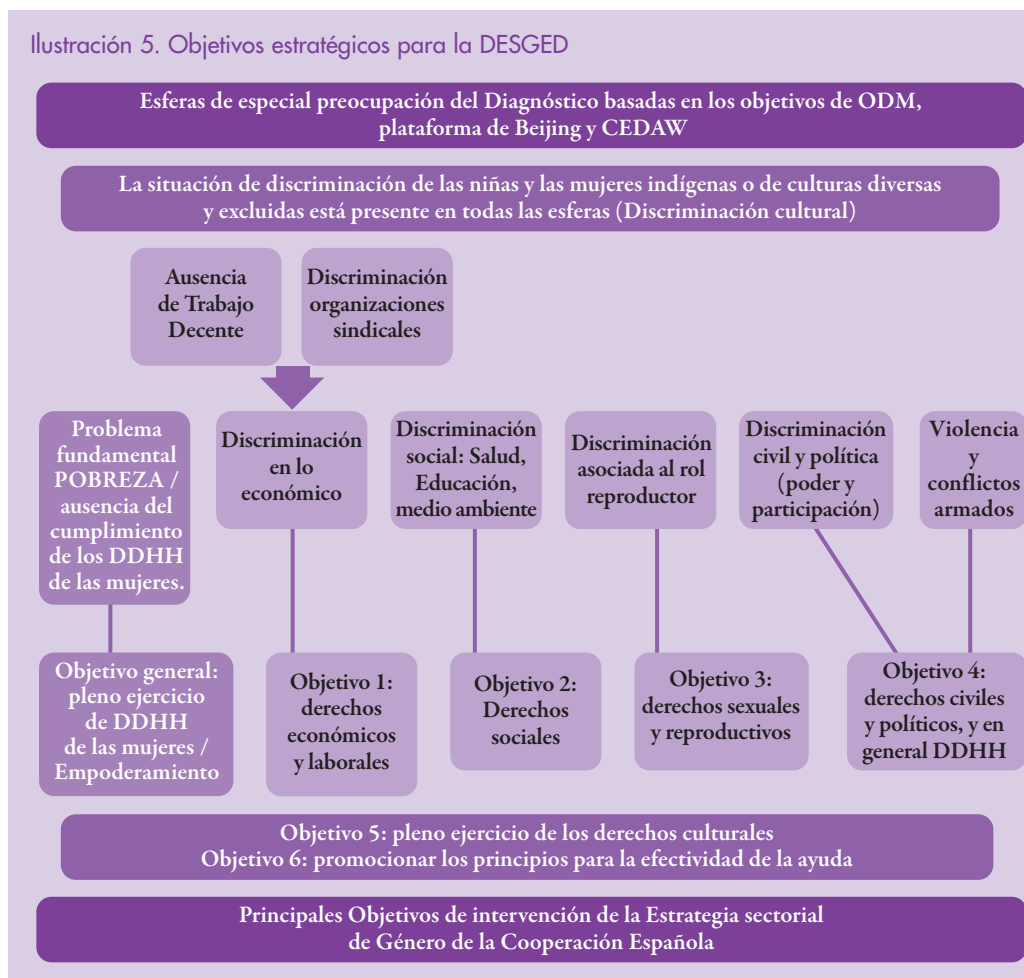 Ilustración 5. Objetivos estratégicos para la DESGED
Esferas de especial preocupación del Diagnóstico basadas en los objetivos de ODM,
plataforma de Beijing y CEDAW
La situación de discriminación de las niñas y las mujeres indígenas o de culturas diversas
y excluidas está presente en todas las esferas (Discriminación cultural)
Ausencia
de Trabajo
Decente
Discriminación
organizaciones
sindicales
Problema
fundamental
POBREZA /
ausencia del
cumplimiento
de los DDHH
de las mujeres.
Discriminación
en lo
económico
Discriminación
social: Salud,
Educación,
medio ambiente
Discriminación
asociada al rol
reproductor
Discriminación
civil y política
(poder y
participación)
Violencia
y
conflictos
armados
Objetivo general:
pleno ejercicio
de DDHH
de las mujeres /
Empoderamiento
Objetivo 1:
derechos
económicos
y laborales
Objetivo 2:
Derechos
sociales
Objetivo 3:
derechos sexuales
y reproductivos
Objetivo 4:
derechos civiles
y políticos, y en
general DDHH
Objetivo 5: pleno ejercicio de los derechos culturales
Objetivo 6: promocionar los principios para la efectividad de la ayuda
Principales Objetivos de intervención de la Estrategia sectorial
de Género de la Cooperación Española